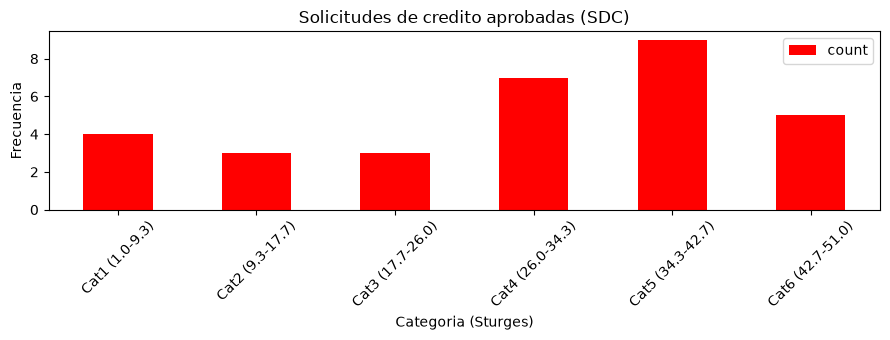 Solicitudes de credito aprobadas (SDC)
count
Frecuencia
8
6
4
2
0
Cat1 (1.0-9.3)
Cat2 (9.3-17.7)
Cat3 (17.7-26.0)
Cat4 (26.0-34.3)
Cat5 (34.3-42.7)
Cat6 (42.7-51.0)
Categoria (Sturges)